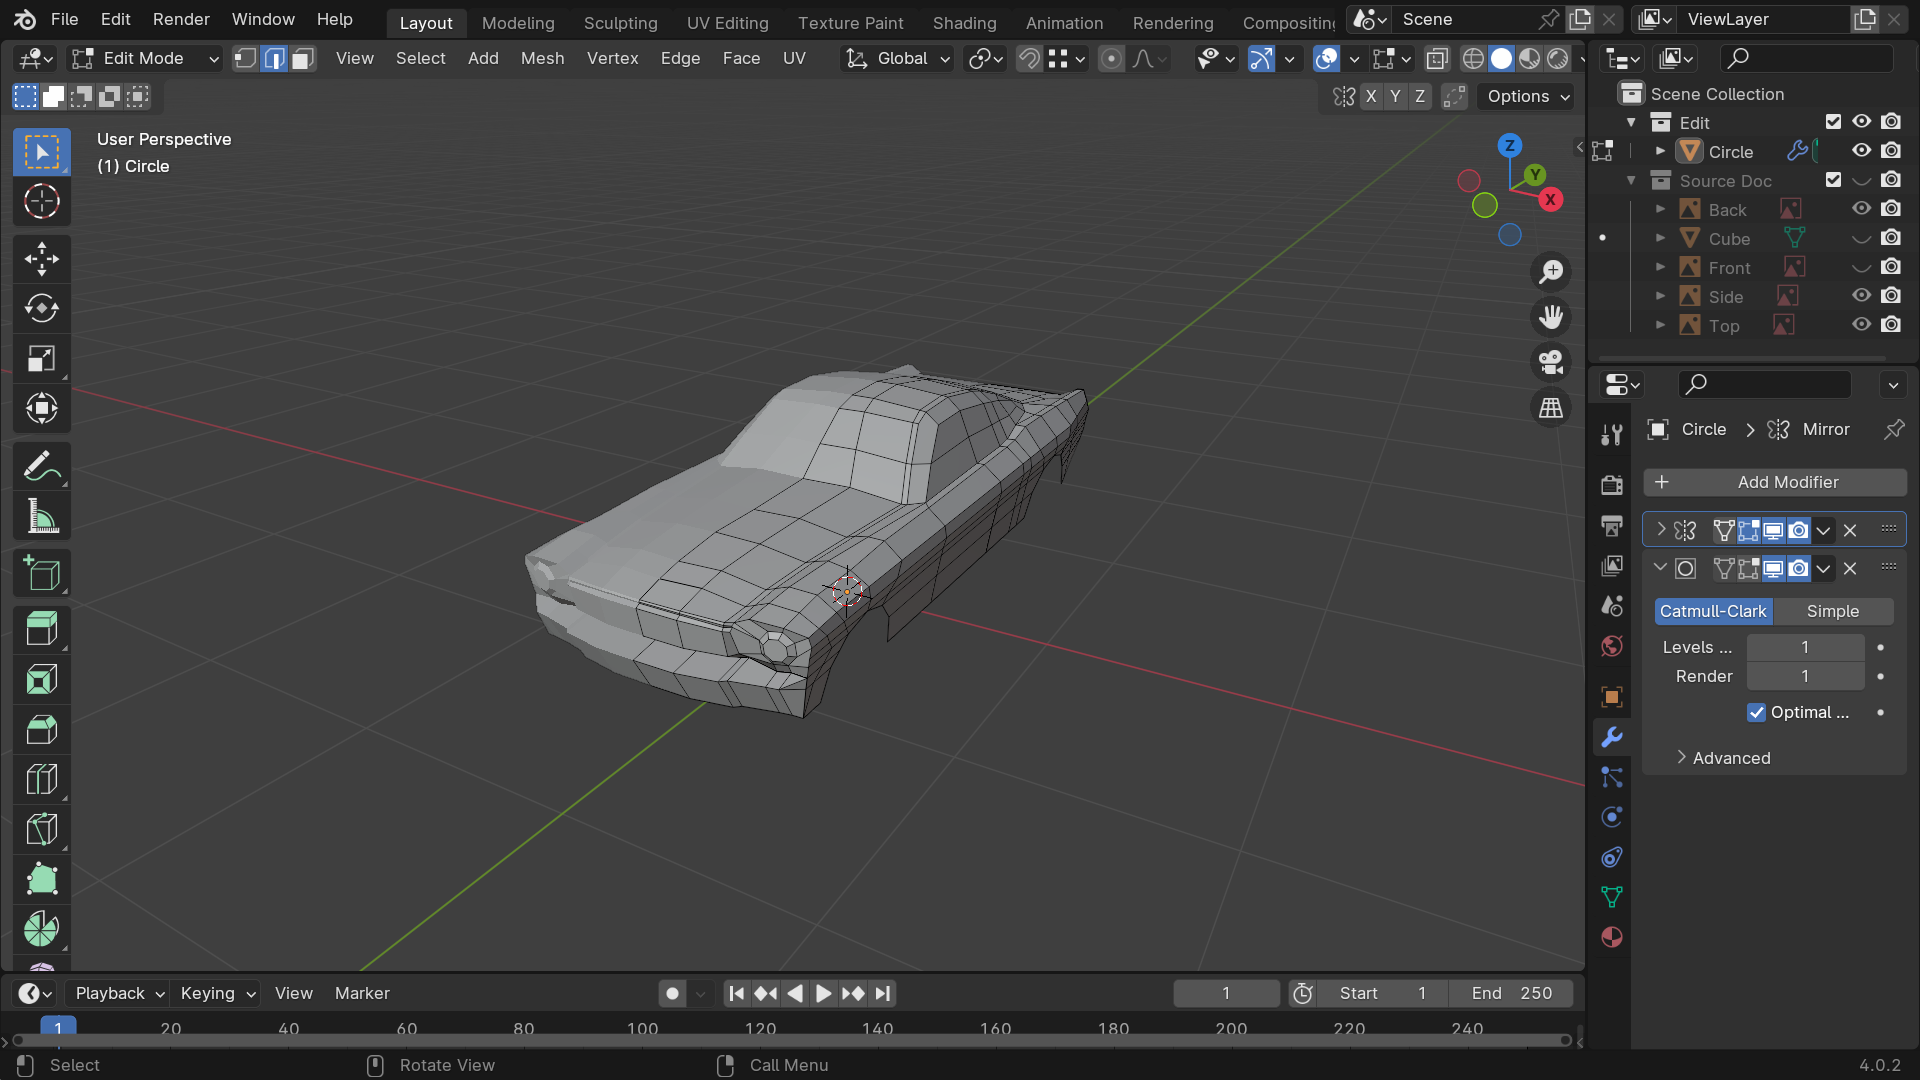 File Edit Render Window Help Layout Modeling Sculpting UV Editing Texture Paint Shading Animation Rendering Compositing Scene ViewLayer
Edit Mode View Select Add Mesh Vertex Edge Face UV Global
X Y Z Options
User Perspective
(1) Circle
Z
Y
X
Scene Collection
Edit
Circle
Source Doc
Back
Cube
Front
Side
Top
Circle > Mirror
+ Add Modifier
Catmull-Clark Simple
Levels ... 1
Render 1
Optimal ...
Advanced
Playback Keying View Marker 1 Start 1 End 250
1 20 40 60 80 100 120 140 160 180 200 220 240
Select Rotate View Call Menu 4.0.2